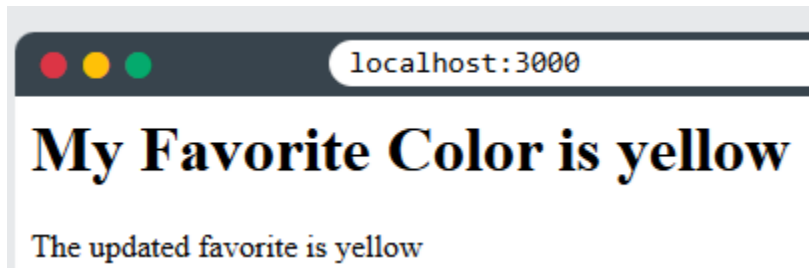 localhost:3000
My Favorite Color is yellow
The updated favorite is yellow